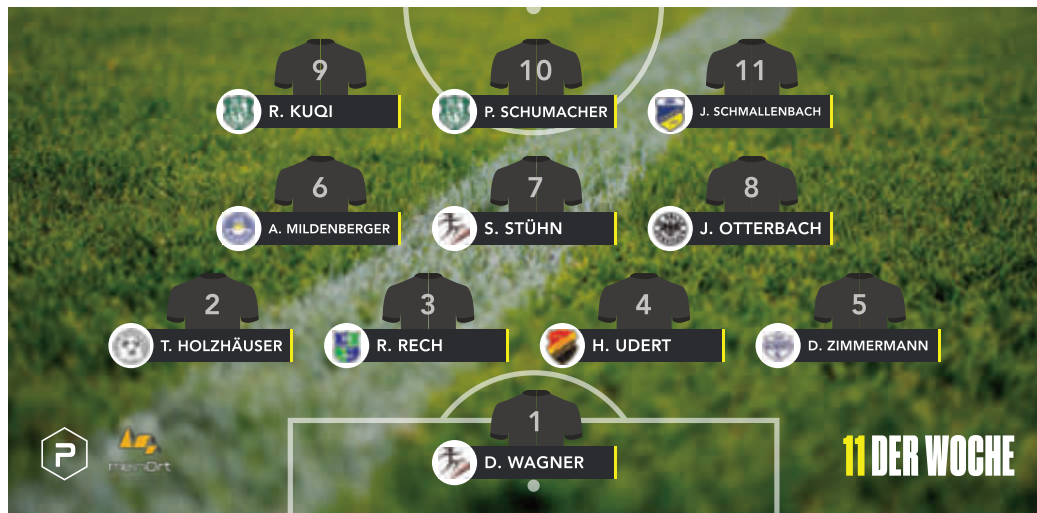 9 10 11
R. KUQI P. SCHUMACHER J. SCHMALLENBACH
6 7 8
A. MILDENBERGER S. STÜHN J. OTTERBACH
2 3 4 5
T. HOLZHÄUSER R. RECH H. UDERT D. ZIMMERMANN
1
D. WAGNER
P
meinOrt
11 DER WOCHE